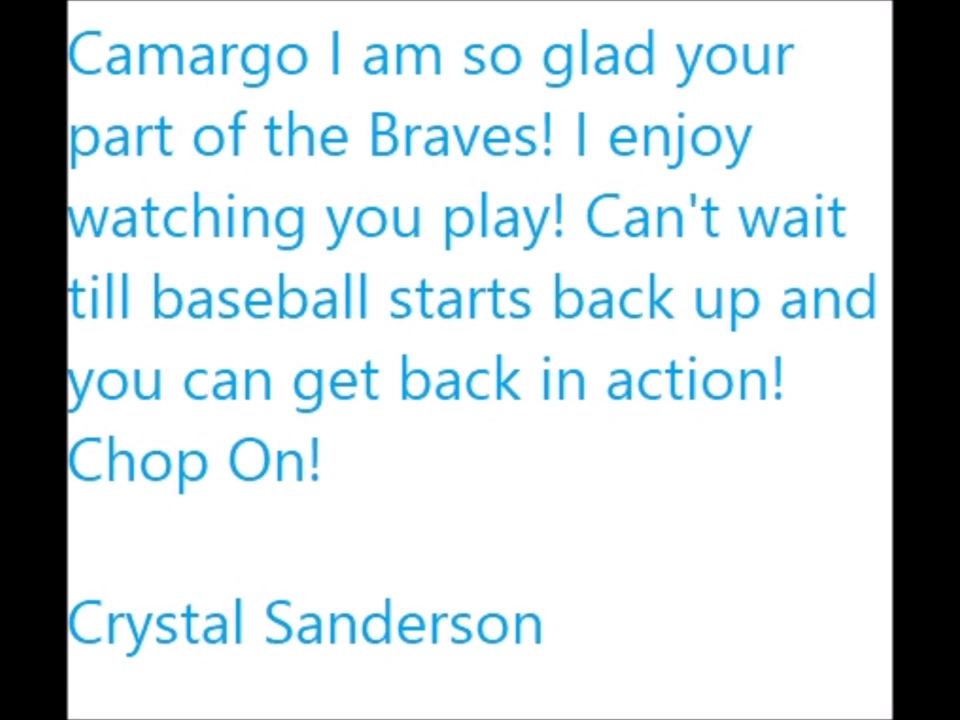 Camargo I am so glad your
part of the Braves! I enjoy
watching you play! Can't wait
till baseball starts back up and
you can get back in action!
Chop On!
Crystal Sanderson